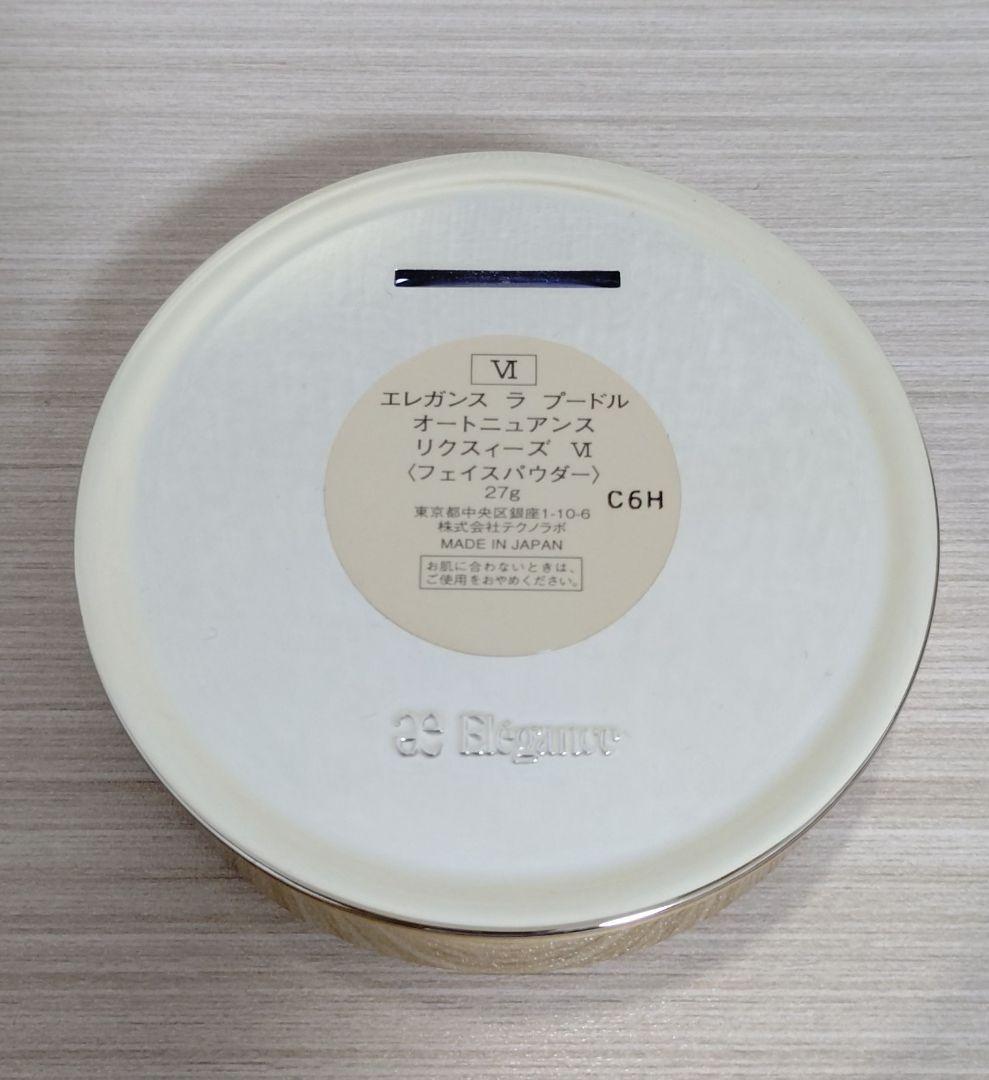 Ⅵ
エレガンス ラ プードル
オートニュアンス
リクスィーズ Ⅵ
〈フェイスパウダー〉
27g
C6H
東京都中央区銀座1-10-6
株式会社テクノラボ
MADE IN JAPAN
お肌に合わないときは、
ご使用をおやめください。
Elégance